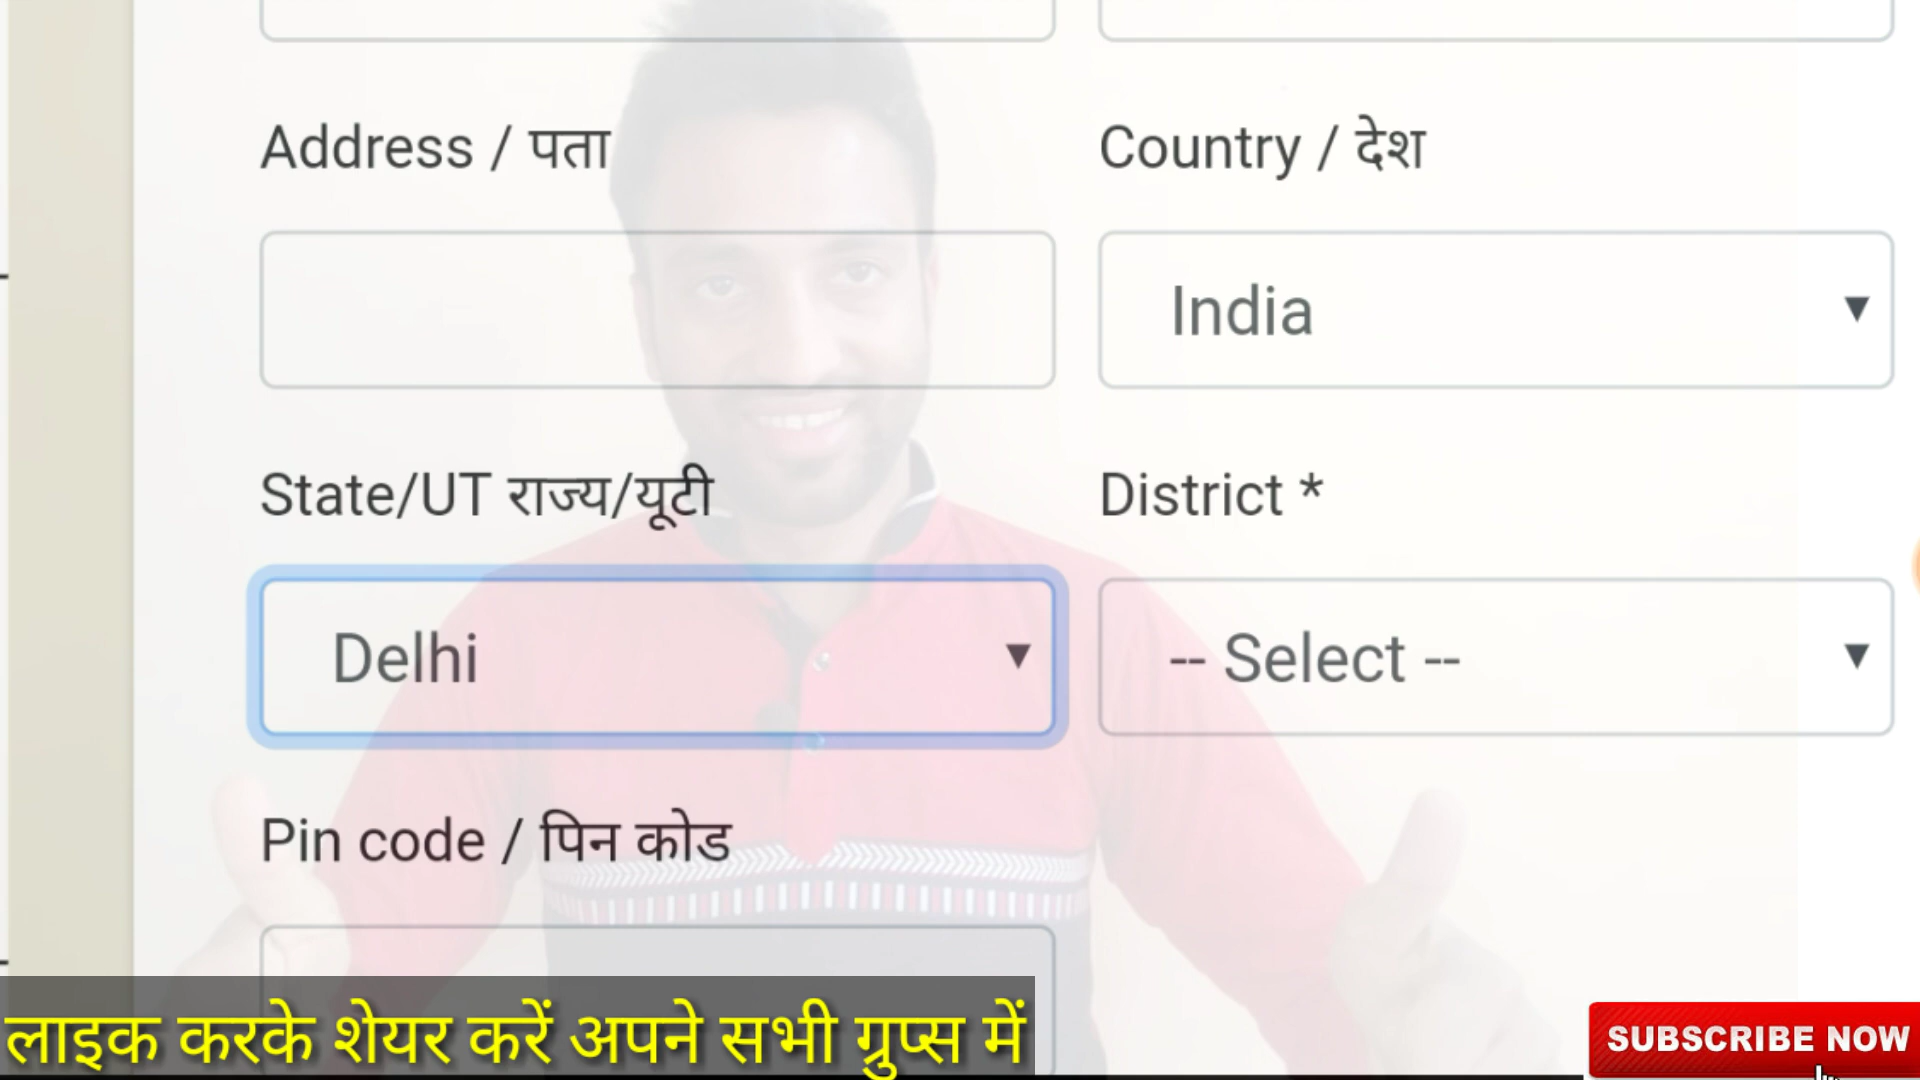 Address / पता
Country / देश
India
State/UT राज्य/यूटी
District *
Delhi
-- Select --
Pin code / पिन कोड
लाइक करके शेयर करें अपने सभी ग्रुप्स में
SUBSCRIBE NOW